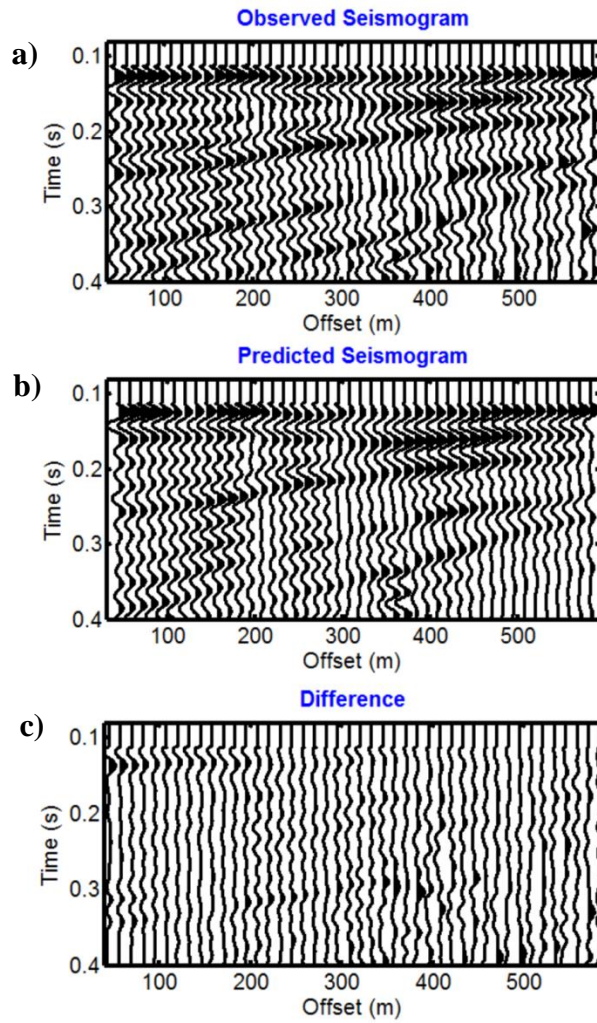 Observed Seismogram
a)
0.1
0.2
0.3
0.4
Time (s)
100 200 300 400 500
Offset (m)
Predicted Seismogram
b)
0.1
0.2
0.3
0.4
Time (s)
100 200 300 400 500
Offset (m)
Difference
c)
0.1
0.2
0.3
0.4
Time (s)
100 200 300 400 500
Offset (m)